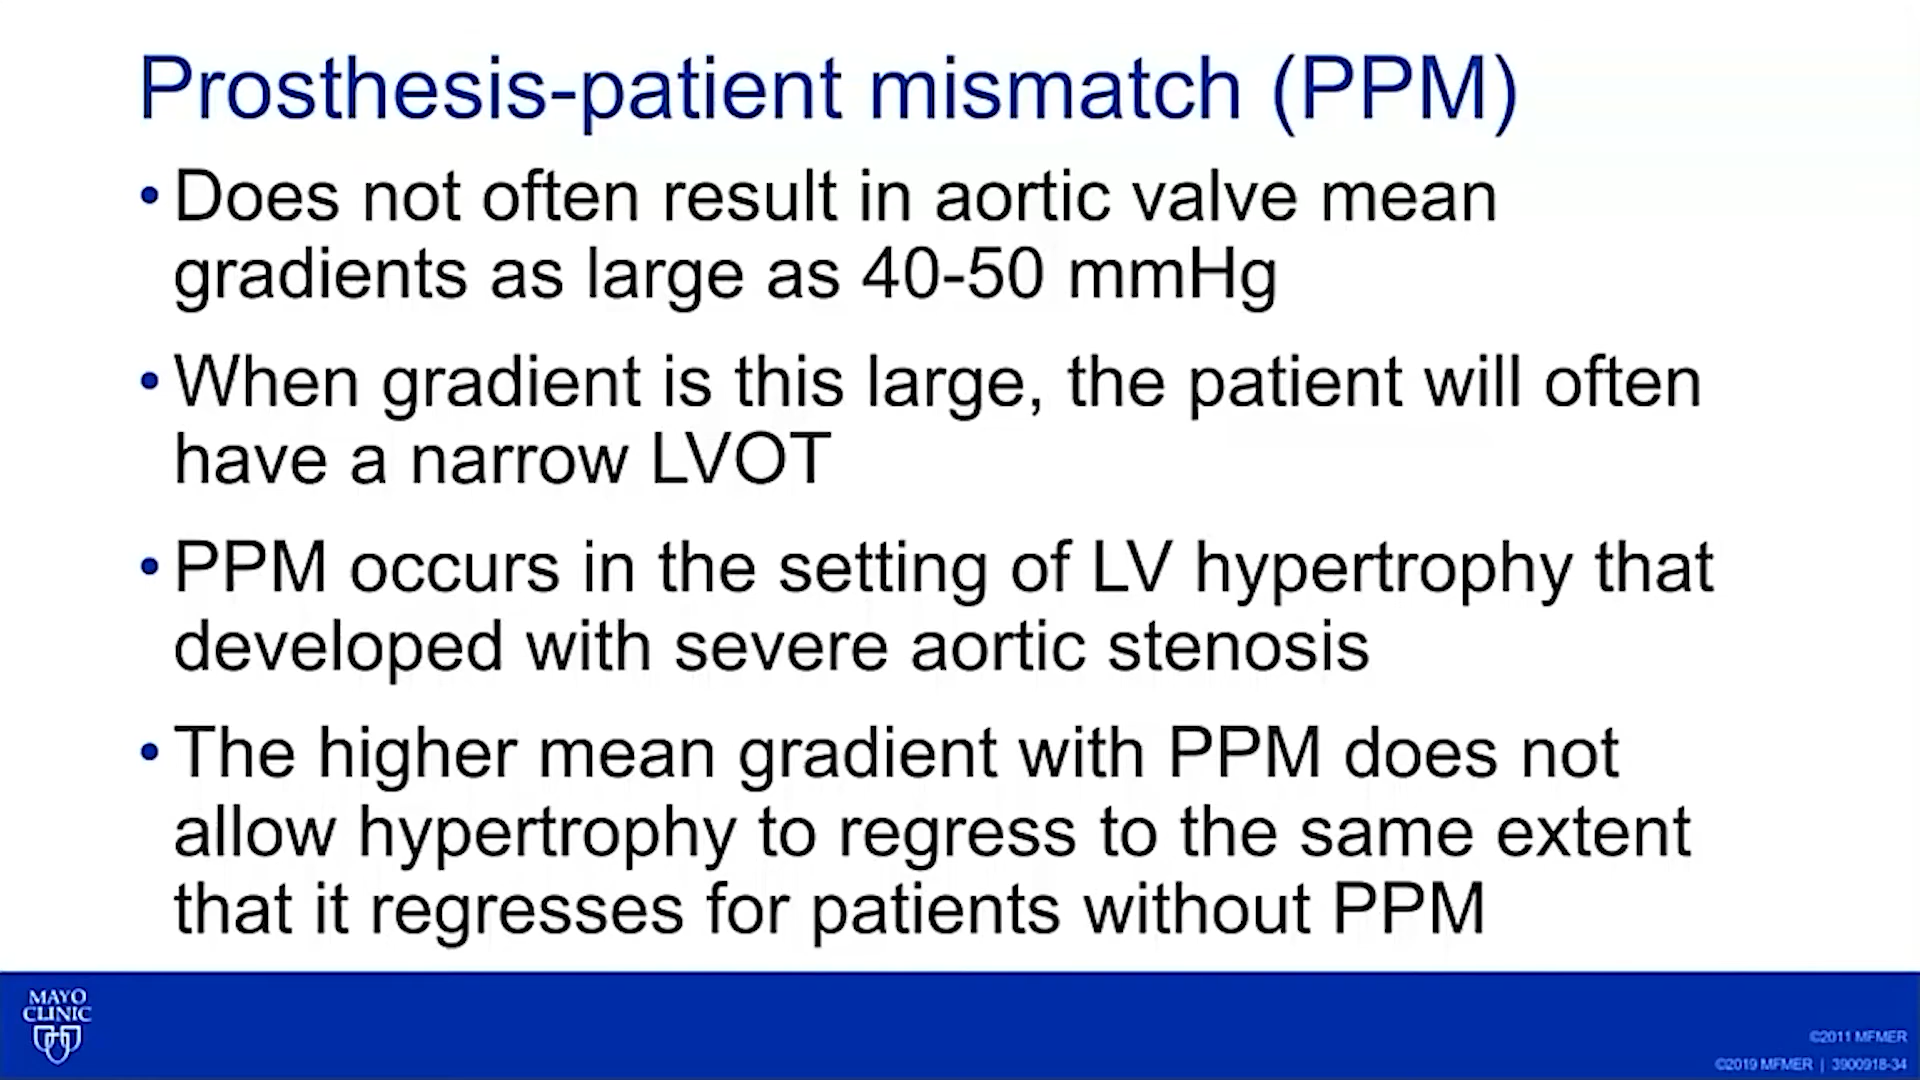 Prosthesis-patient mismatch (PPM)
• Does not often result in aortic valve mean
gradients as large as 40-50 mmHg
• When gradient is this large, the patient will often
have a narrow LVOT
• PPM occurs in the setting of LV hypertrophy that
developed with severe aortic stenosis
• The higher mean gradient with PPM does not
allow hypertrophy to regress to the same extent
that it regresses for patients without PPM
MAYO
CLINIC
©2011 MFMER
©2019 MFMER | 3900918-34